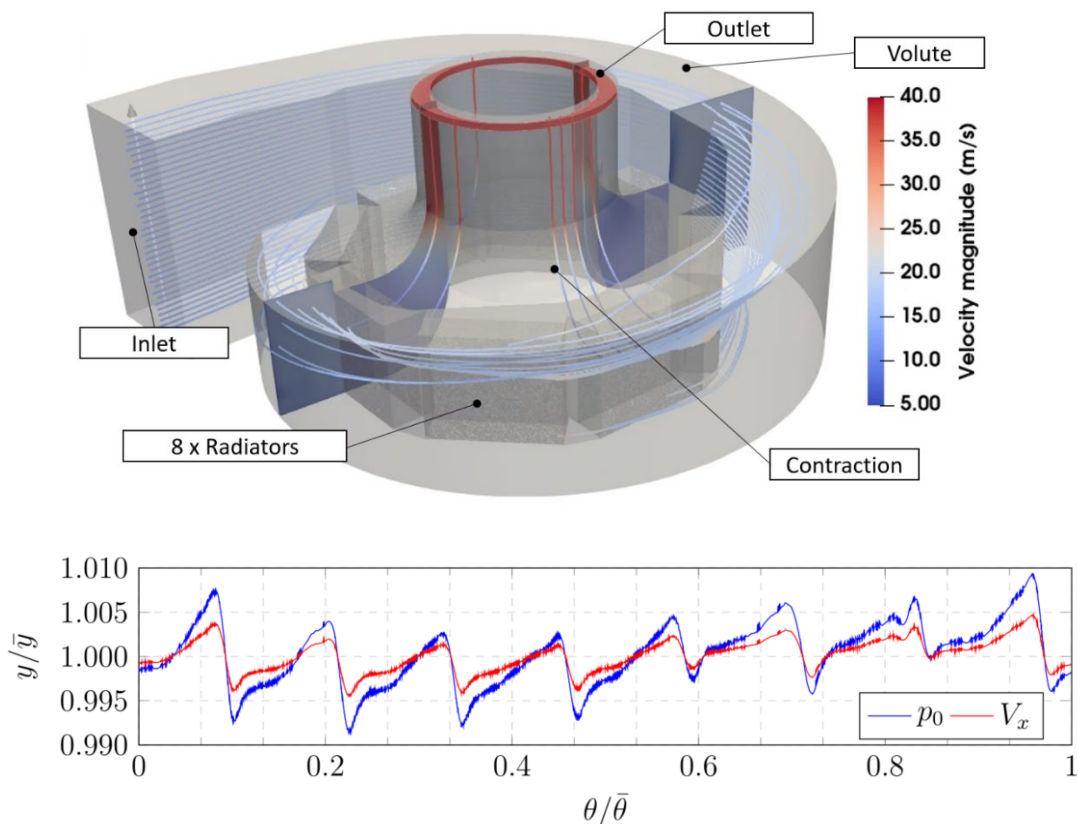 Outlet
Volute
40.0
35.0
30.0
25.0
20.0
15.0
10.0
5.00
Velocity magnitude (m/s)
Inlet
8 x Radiators
Contraction
1.010
1.005
1.000
0.995
0.990
y/ȳ
p₀ Vₓ
0 0.2 0.4 0.6 0.8 1
θ/θ̄